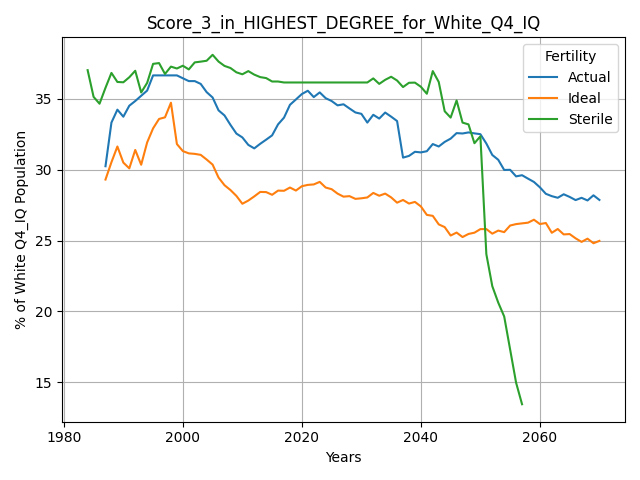 Score_3_in_HIGHEST_DEGREE_for_White_Q4_IQ
Fertility
Actual
Ideal
Sterile
% of White Q4_IQ Population
35
30
25
20
15
1980
2000
2020
2040
2060
Years